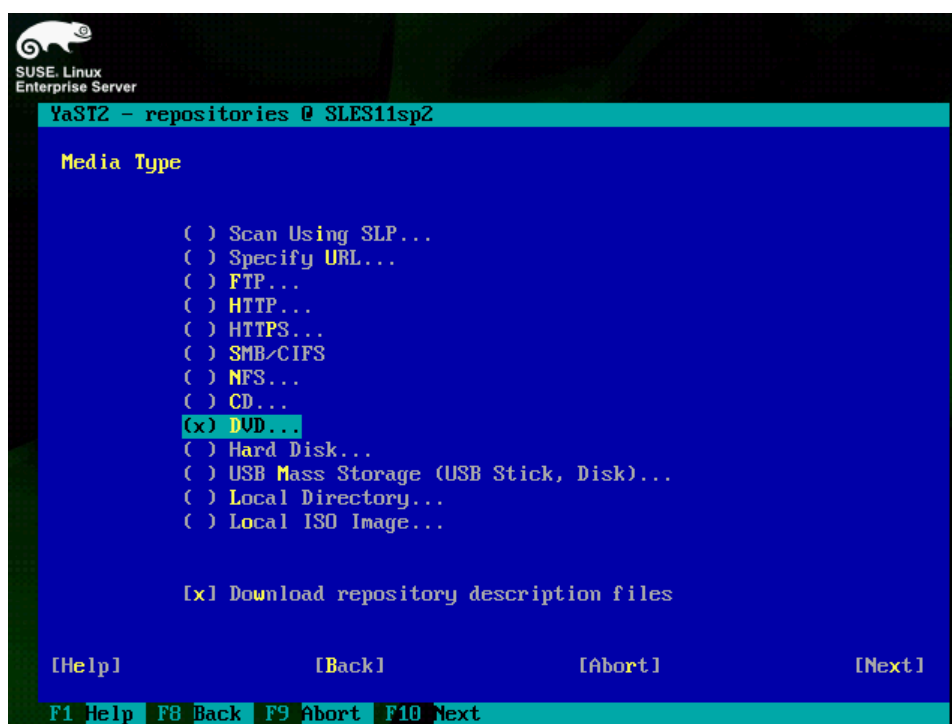 SUSE. Linux
Enterprise Server
YaST2 - repositories @ SLES11sp2
Media Type
( ) Scan Using SLP...
( ) Specify URL...
( ) FTP...
( ) HTTP...
( ) HTTPS...
( ) SMB/CIFS
( ) NFS...
( ) CD...
(x) DVD...
( ) Hard Disk...
( ) USB Mass Storage (USB Stick, Disk)...
( ) Local Directory...
( ) Local ISO Image...
[x] Download repository description files
[Help] [Back] [Abort] [Next]
F1 Help F8 Back F9 Abort F10 Next